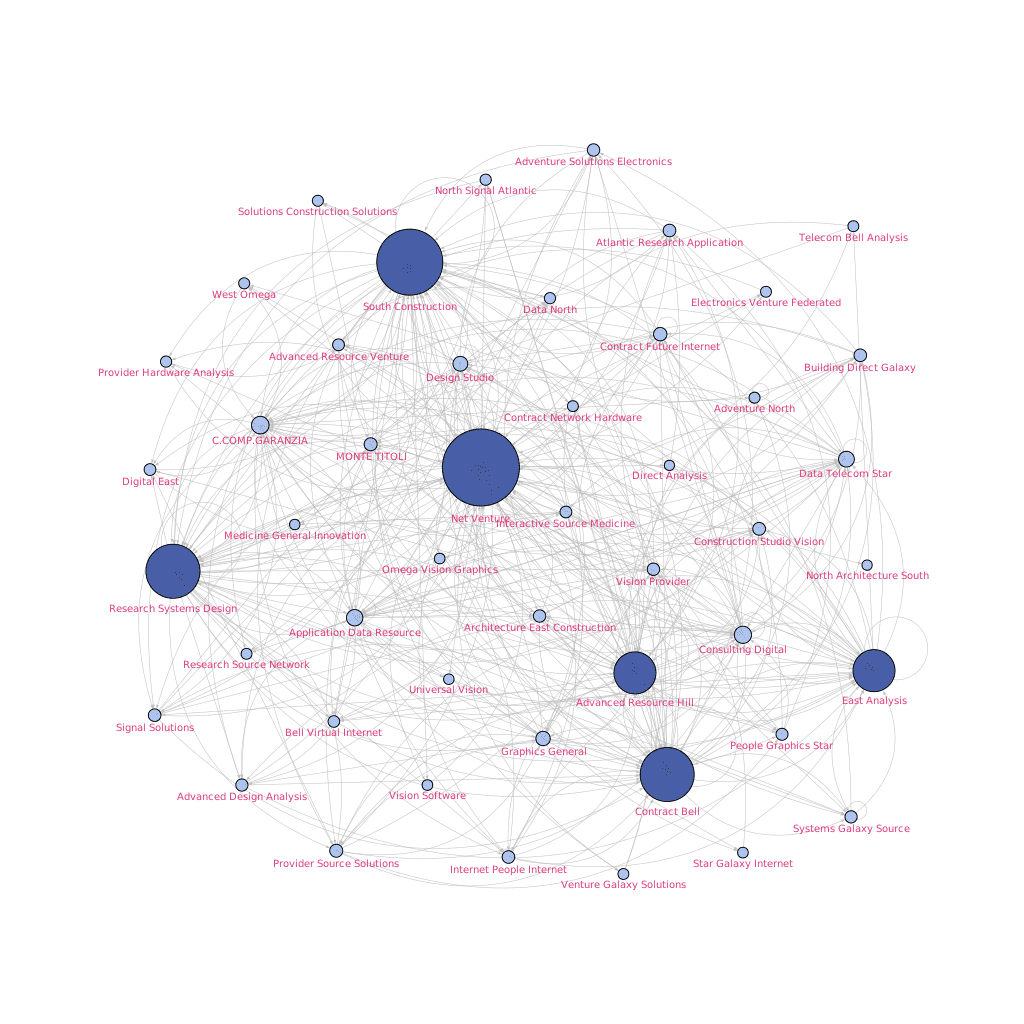 Adventure Solutions Electronics
North Signal Atlantic
Solutions Construction Solutions
Telecom Bell Analysis
Atlantic Research Application
West Omega
Electronics Venture Federated
South Construction
Data North
Contract Future Internet
Advanced Resource Venture
Building Direct Galaxy
Provider Hardware Analysis
Design Studio
Adventure North
Contract Network Hardware
C.COMP.GARANZIA
MONTE TITOLI
Data Telecom Star
Direct Analysis
Digital East
Net Venture
Interactive Source Medicine
Medicine General Innovation
Construction Studio Vision
Omega Vision Graphics
North Architecture South
Vision Provider
Research Systems Design
Architecture East Construction
Application Data Resource
Consulting Digital
Research Source Network
Universal Vision
East Analysis
Advanced Resource Hill
Signal Solutions
Bell Virtual Internet
People Graphics Star
Graphics General
Vision Software
Advanced Design Analysis
Contract Bell
Systems Galaxy Source
Provider Source Solutions
Star Galaxy Internet
Internet People Internet
Venture Galaxy Solutions